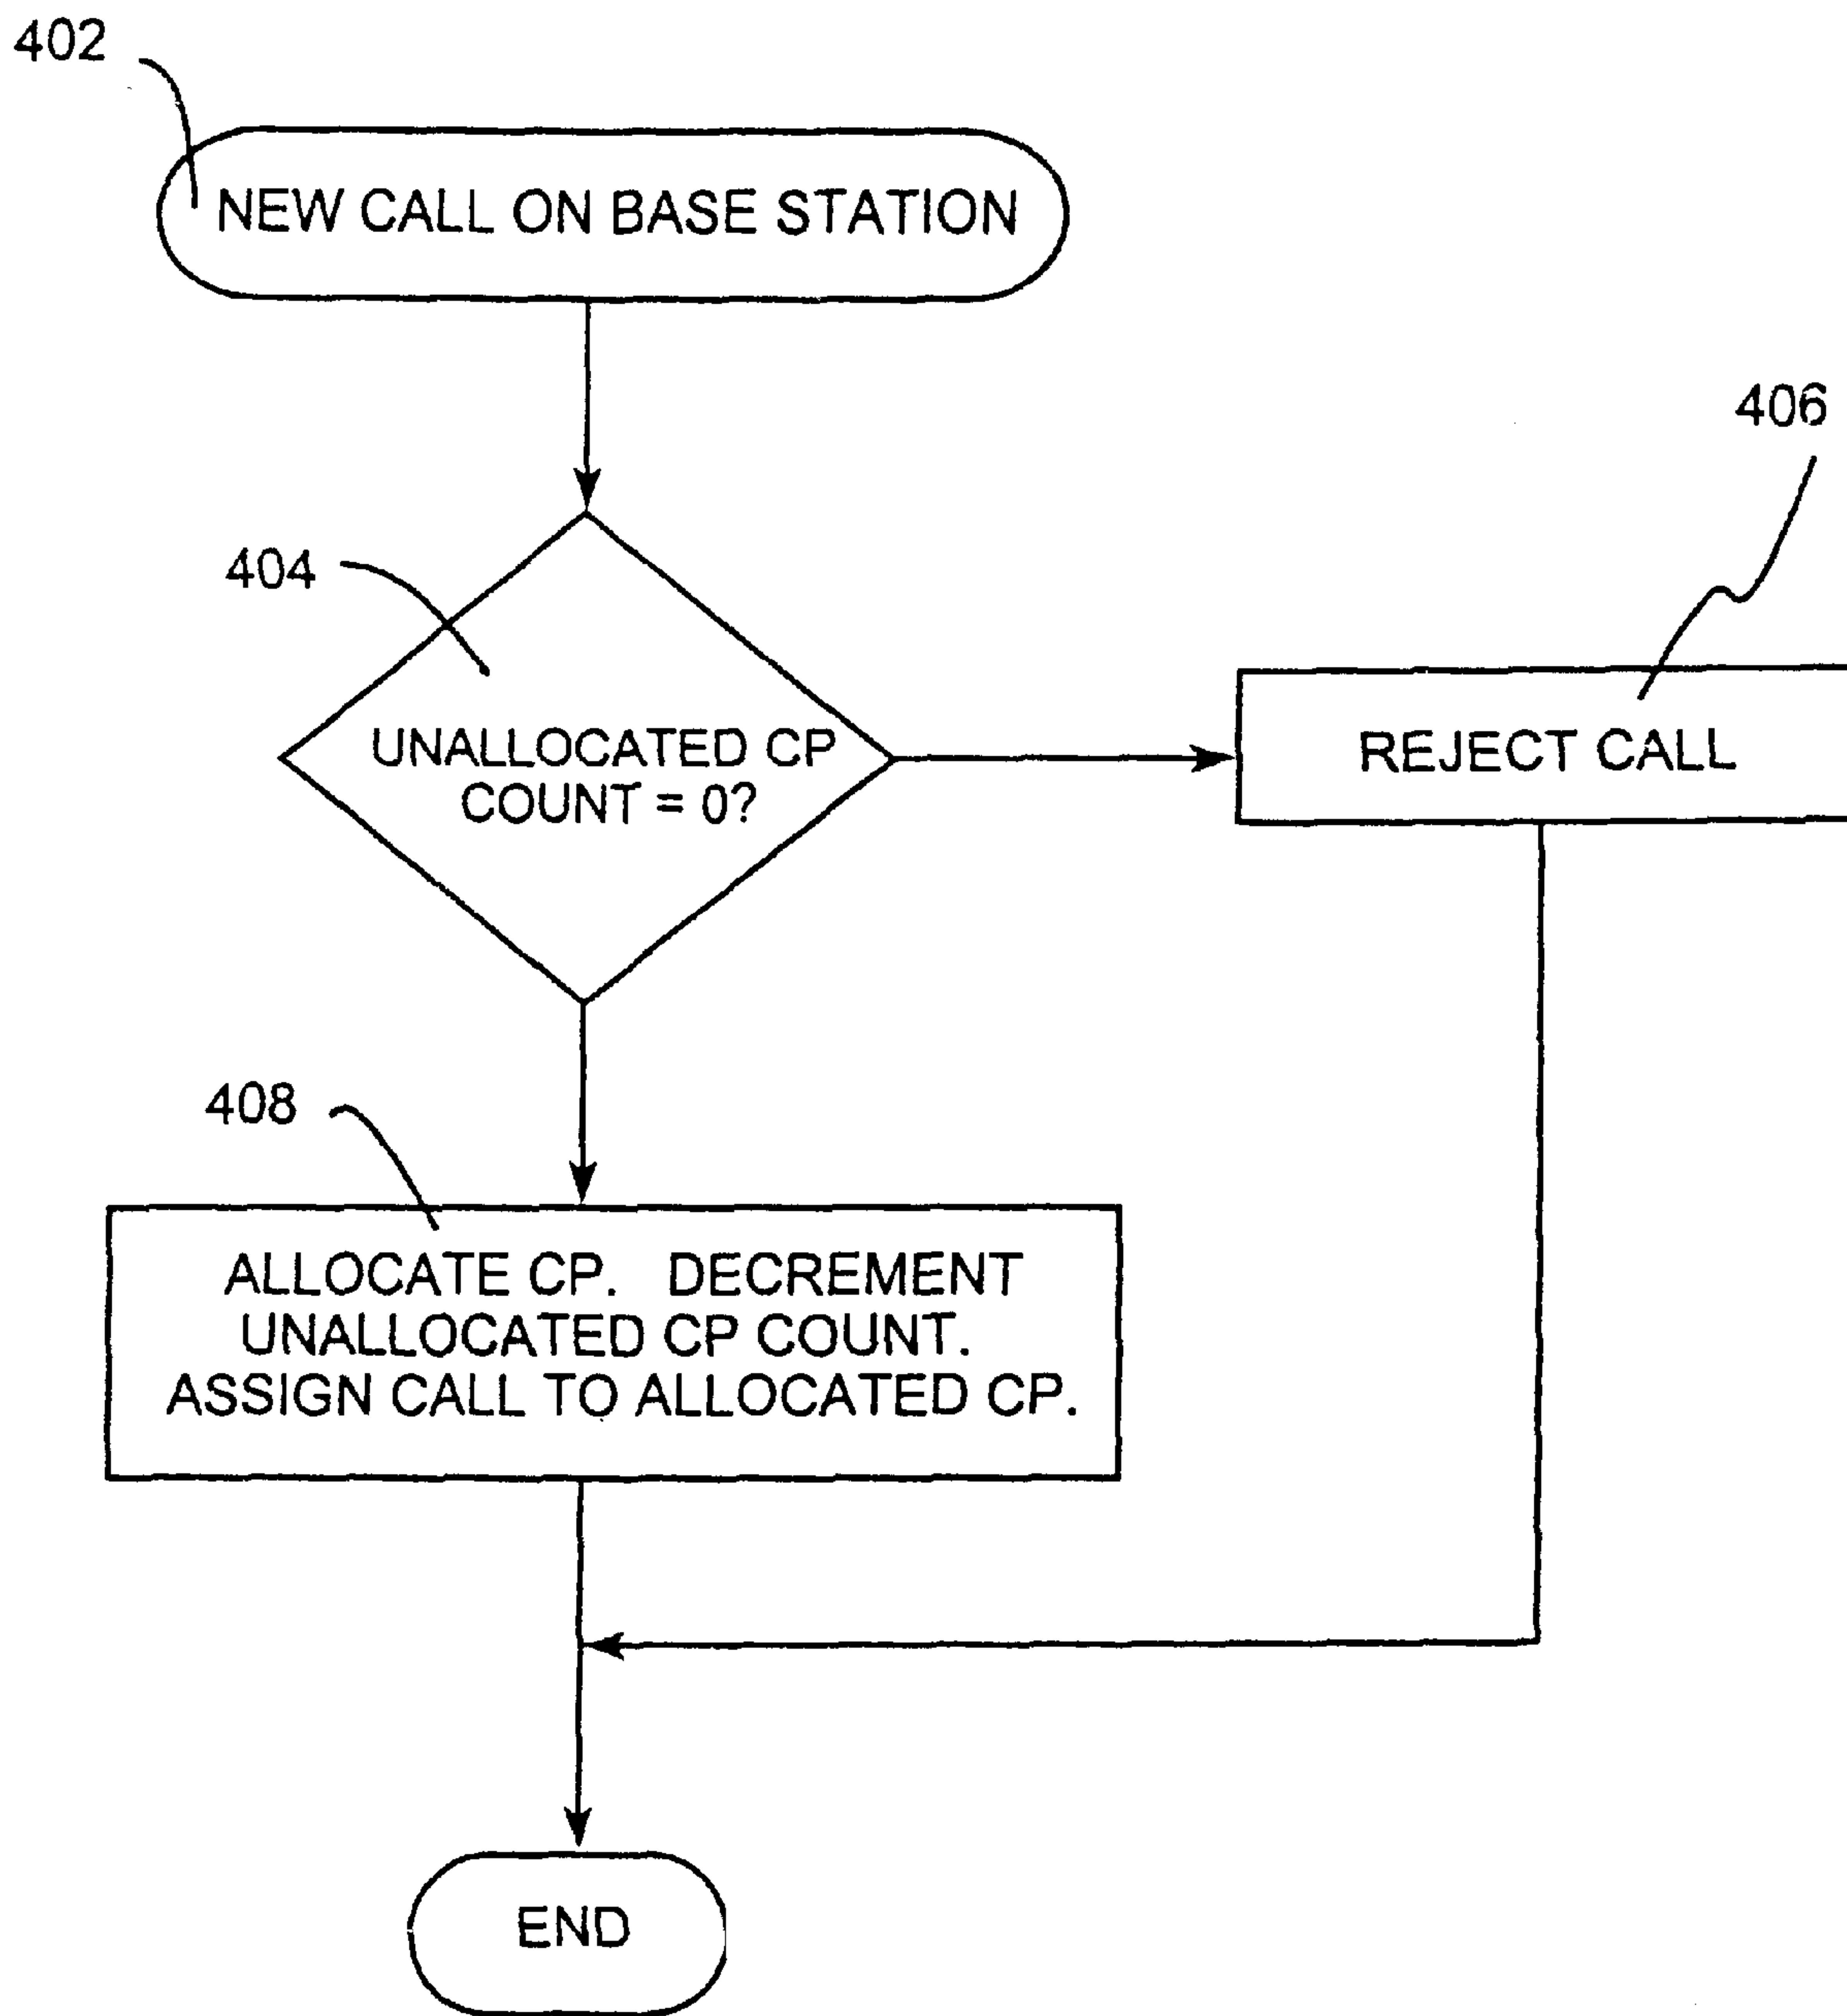 402
NEW CALL ON BASE STATION
406
404
UNALLOCATED CP
COUNT = 0?
REJECT CALL
408
ALLOCATE CP. DECREMENT
UNALLOCATED CP COUNT.
ASSIGN CALL TO ALLOCATED CP.
END